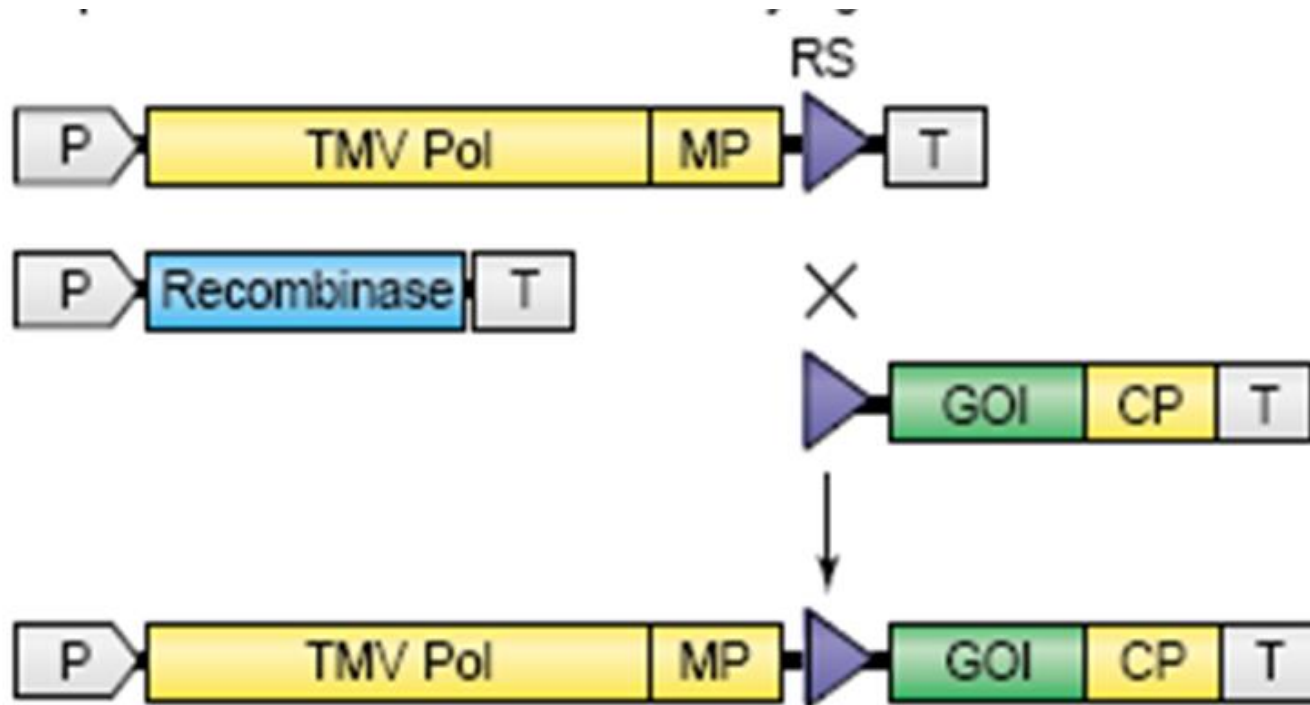 RS
P TMV Pol MP T
P Recombinase T
GOI CP T
P TMV Pol MP GOI CP T